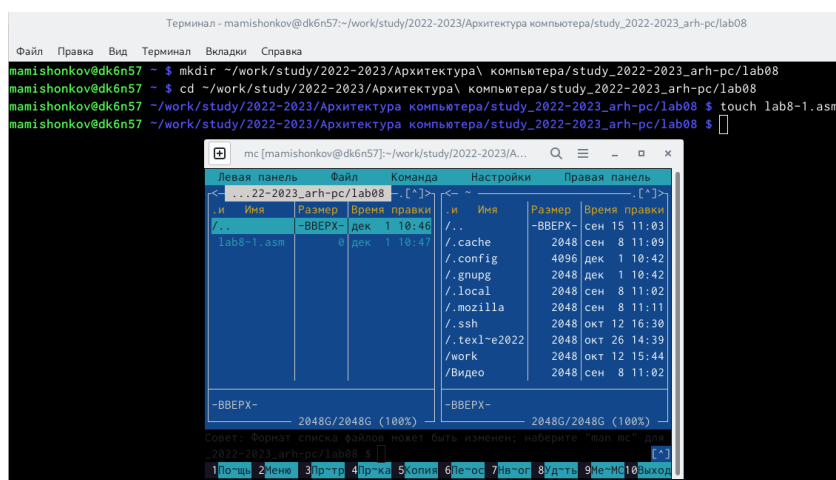 Терминал - mamishonkov@dk6n57:~/work/study/2022-2023/Архитектура компьютера/study_2022-2023_arh-pc/lab08
Файл Правка Вид Терминал Вкладки Справка
mamishonkov@dk6n57 ~ $ mkdir ~/work/study/2022-2023/Архитектура\ компьютера/study_2022-2023_arh-pc/lab08
mamishonkov@dk6n57 ~ $ cd ~/work/study/2022-2023/Архитектура\ компьютера/study_2022-2023_arh-pc/lab08
mamishonkov@dk6n57 ~/work/study/2022-2023/Архитектура компьютера/study_2022-2023_arh-pc/lab08 $ touch lab8-1.asm
mamishonkov@dk6n57 ~/work/study/2022-2023/Архитектура компьютера/study_2022-2023_arh-pc/lab08 $
mc [mamishonkov@dk6n57]:~/work/study/2022-2023/А...
Левая панель Файл Команда Настройки Правая панель
<— ...22-2023_arh-pc/lab08 —.[^]> <— ~ —.[^]>
.и Имя Размер Время правки .и Имя Размер Время правки
/.. -ВВЕРХ- дек 1 10:46 /.. -ВВЕРХ- сен 15 11:03
lab8-1.asm 0 дек 1 10:47 /.cache 2048 сен 8 11:09
/.config 4096 дек 1 10:42
/.gnupg 2048 дек 1 10:42
/.local 2048 сен 8 11:02
/.mozilla 2048 сен 8 11:11
/.ssh 2048 окт 12 16:30
/.texl~e2022 2048 окт 26 14:39
/work 2048 окт 12 15:44
/Видео 2048 сен 8 11:02
-ВВЕРХ- -ВВЕРХ-
2048G/2048G (100%) 2048G/2048G (100%)
Совет: Формат списка файлов может быть изменен; наберите "man mc" для
_2022-2023_arh-pc/lab08 $ [^]
1По~щь 2Меню 3Пр~тр 4Пр~ка 5Копия 6Пе~ос 7Нв~ог 8Уд~ть 9Ме~МС 10Выход